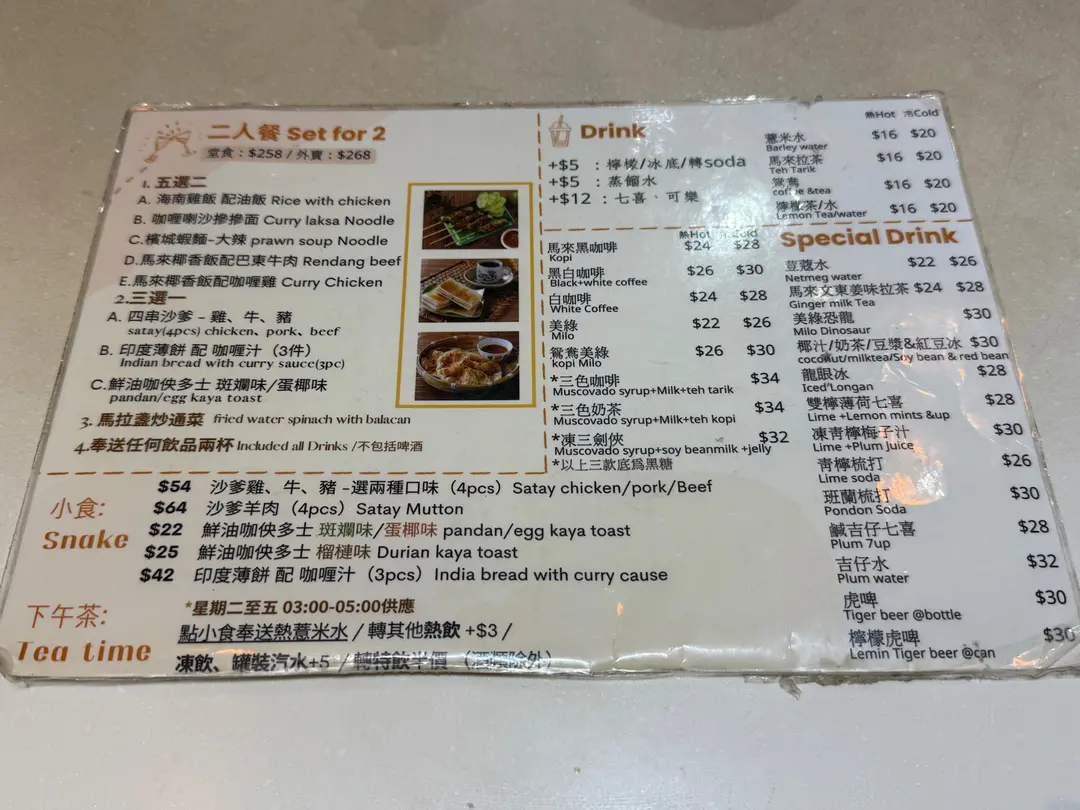 二人餐 Set for 2
堂食：$258 / 外賣：$268
1. 五選二
A. 海南雞飯 配油飯 Rice with chicken
B. 咖喱喇沙摻摻面 Curry laksa Noodle
C.檳城蝦麵-大辣 prawn soup Noodle
D.馬來椰香飯配巴東牛肉 Rendang beef
E.馬來椰香飯配咖喱雞 Curry Chicken
2.三選一
A. 四串沙爹 - 雞、牛、豬
satay(4pcs) chicken, pork, beef
B. 印度薄餅 配 咖喱汁（3件）
Indian bread with curry sauce(3pc)
C.鮮油咖俠多士 斑斕味/蛋椰味
pandan/egg kaya toast
3. 馬拉盞炒通菜 fried water spinach with balacan
4.奉送任何飲品兩杯 Included all Drinks /不包括啤酒
Drink
+$5 ：檸檬/冰底/轉soda
+$5 ：蒸餾水
+$12 ：七喜、可樂
熱Hot 冷Cold
薏米水 $16 $20
Barley water
馬來拉茶 $16 $20
Teh Tarik
鴛鴦 $16 $20
coffee &tea
檸檬茶/水 $16 $20
Lemon Tea/water
熱Hot 冷Cold
馬來黑咖啡 $24 $28
Kopi
黑白咖啡 $26 $30
Black+white coffee
白咖啡 $24 $28
White Coffee
美綠 $22 $26
Milo
鴛鴦美綠 $26 $30
Kopi Milo
*三色咖啡 $34
Muscovado syrup+Milk+teh tarik
*三色奶茶 $34
Muscovado syrup+Milk+teh kopi
*凍三劍俠 $32
Muscovado syrup+soy beanmilk +jelly
*以上三款底為黑糖
Special Drink
荳蔻水 $22 $26
Netmeg water
馬來文東姜味拉茶 $24 $28
Ginger milk Tea
美綠恐龍 $30
Milo Dinosaur
椰汁/奶茶/豆漿&紅豆冰 $30
coconut/milktea/Soy bean & red bean
龍眼冰 $28
Iced'Longan
雙檸薄荷七喜 $28
Lime +Lemon mints &up
凍青檸梅子汁 $30
Lime +Plum Juice
青檸梳打 $26
Lime soda
班蘭梳打 $30
Pondon Soda
鹹吉仔七喜 $28
Plum 7up
吉仔水 $32
Plum water
虎啤 $30
Tiger beer @bottle
檸檬虎啤 $30
Lemin Tiger beer @can
小食:
Snake
$54 沙爹雞、牛、豬 -選兩種口味（4pcs）Satay chicken/pork/Beef
$64 沙爹羊肉（4pcs）Satay Mutton
$22 鮮油咖俠多士 斑斕味/蛋椰味 pandan/egg kaya toast
$25 鮮油咖俠多士 榴槤味 Durian kaya toast
$42 印度薄餅 配 咖喱汁（3pcs）India bread with curry cause
下午茶:
Tea time
*星期二至五 03:00-05:00供應
點小食奉送熱薏米水 / 轉其他熱飲 +$3 /
凍飲、罐裝汽水+5 / 轉特飲半價 （酒類除外）